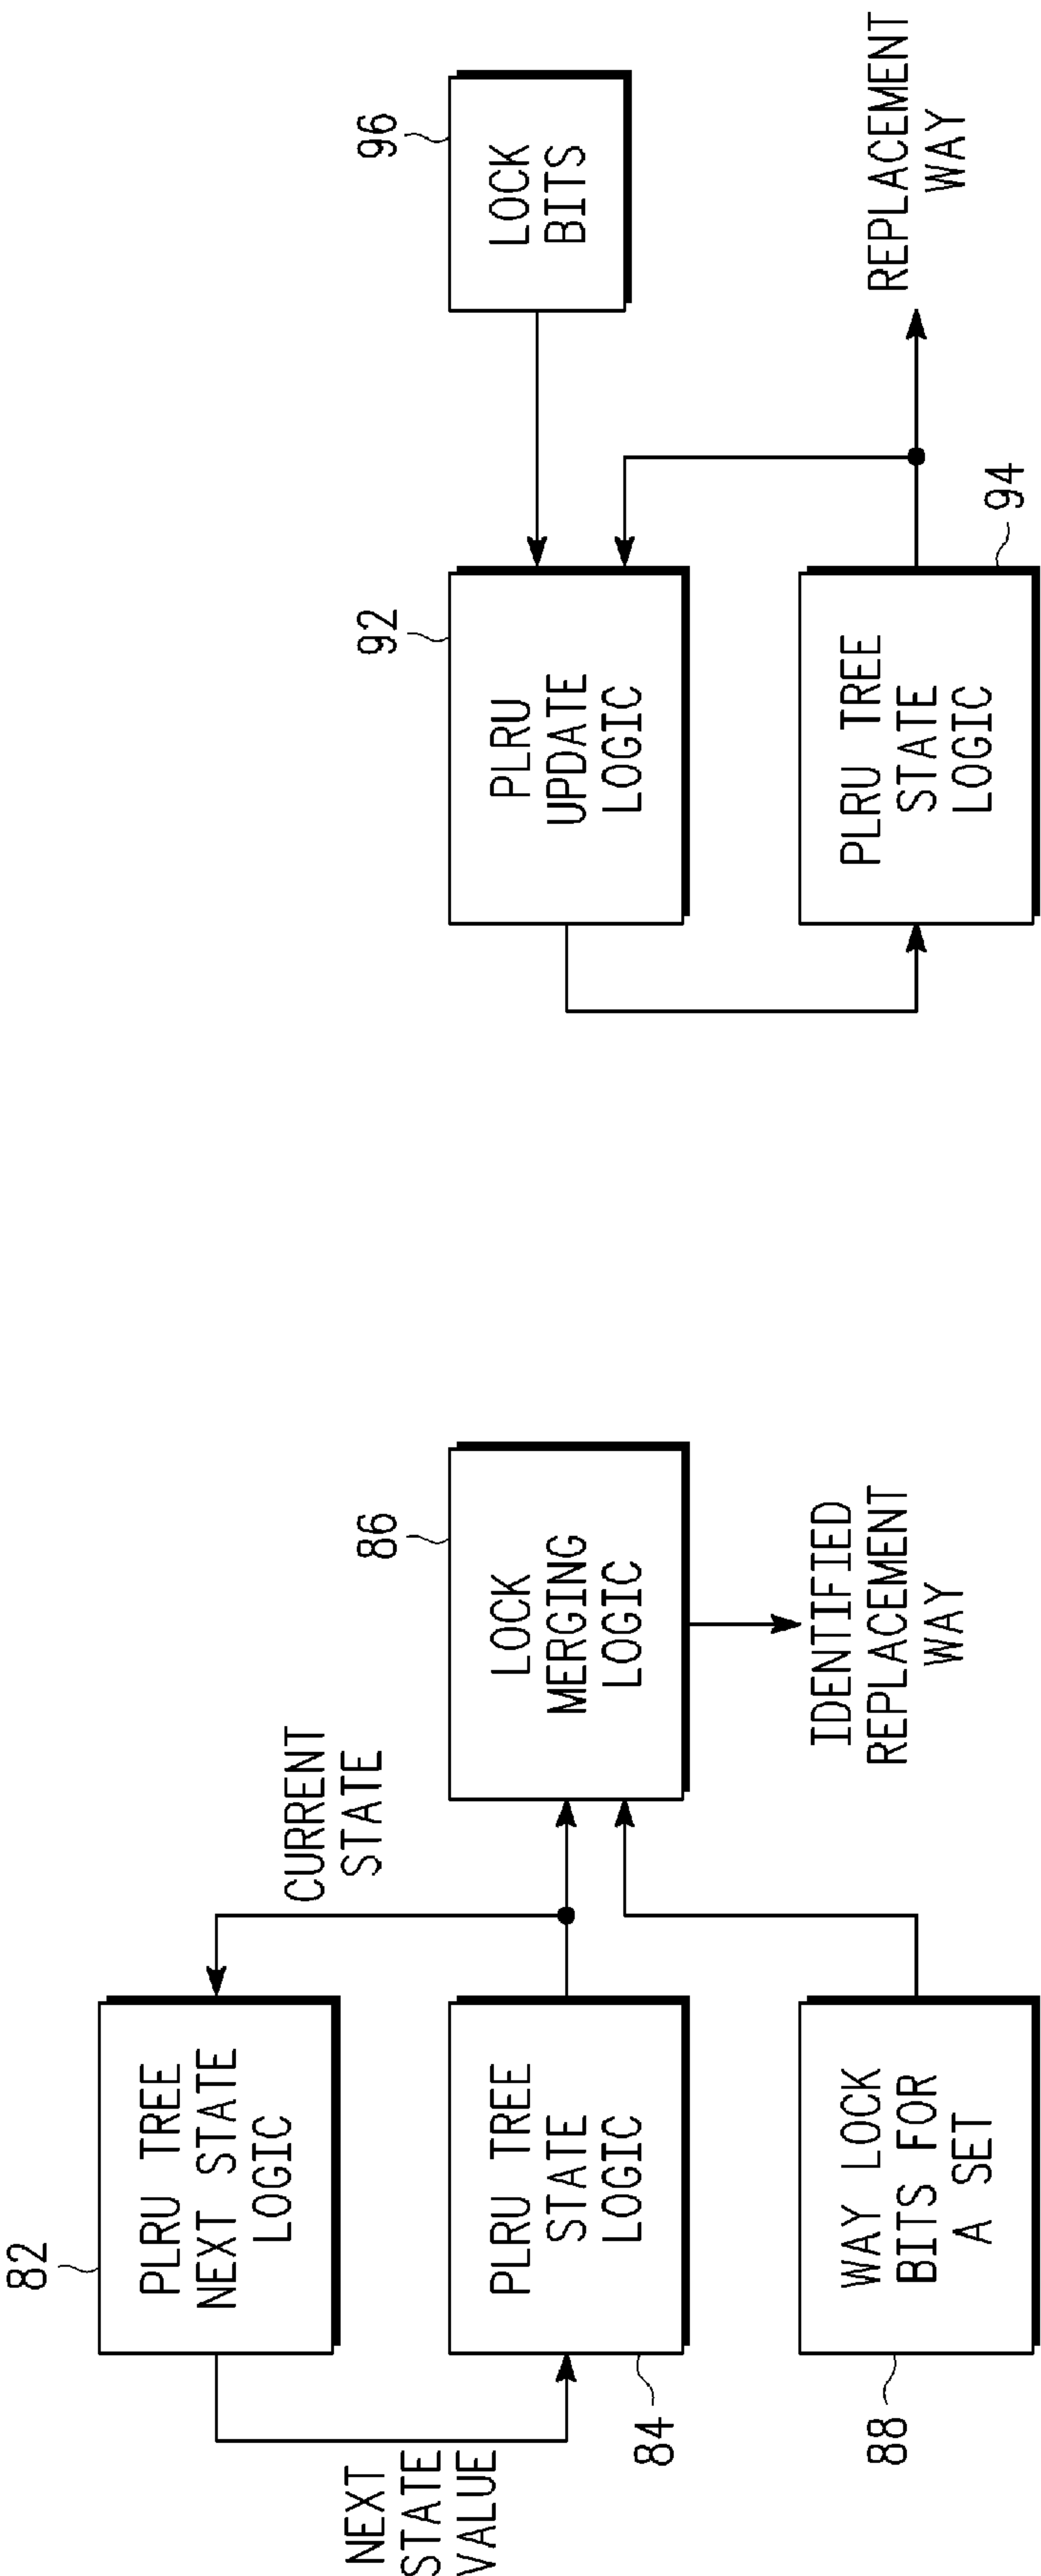 82
PLRU TREE
NEXT STATE
LOGIC
CURRENT
STATE
NEXT
STATE
VALUE
PLRU TREE
STATE
LOGIC
84
86
LOCK
MERGING
LOGIC
WAY LOCK
BITS FOR
A SET
88
IDENTIFIED
REPLACEMENT
WAY
92
PLRU
UPDATE
LOGIC
96
LOCK
BITS
PLRU TREE
STATE
LOGIC
94
REPLACEMENT
WAY